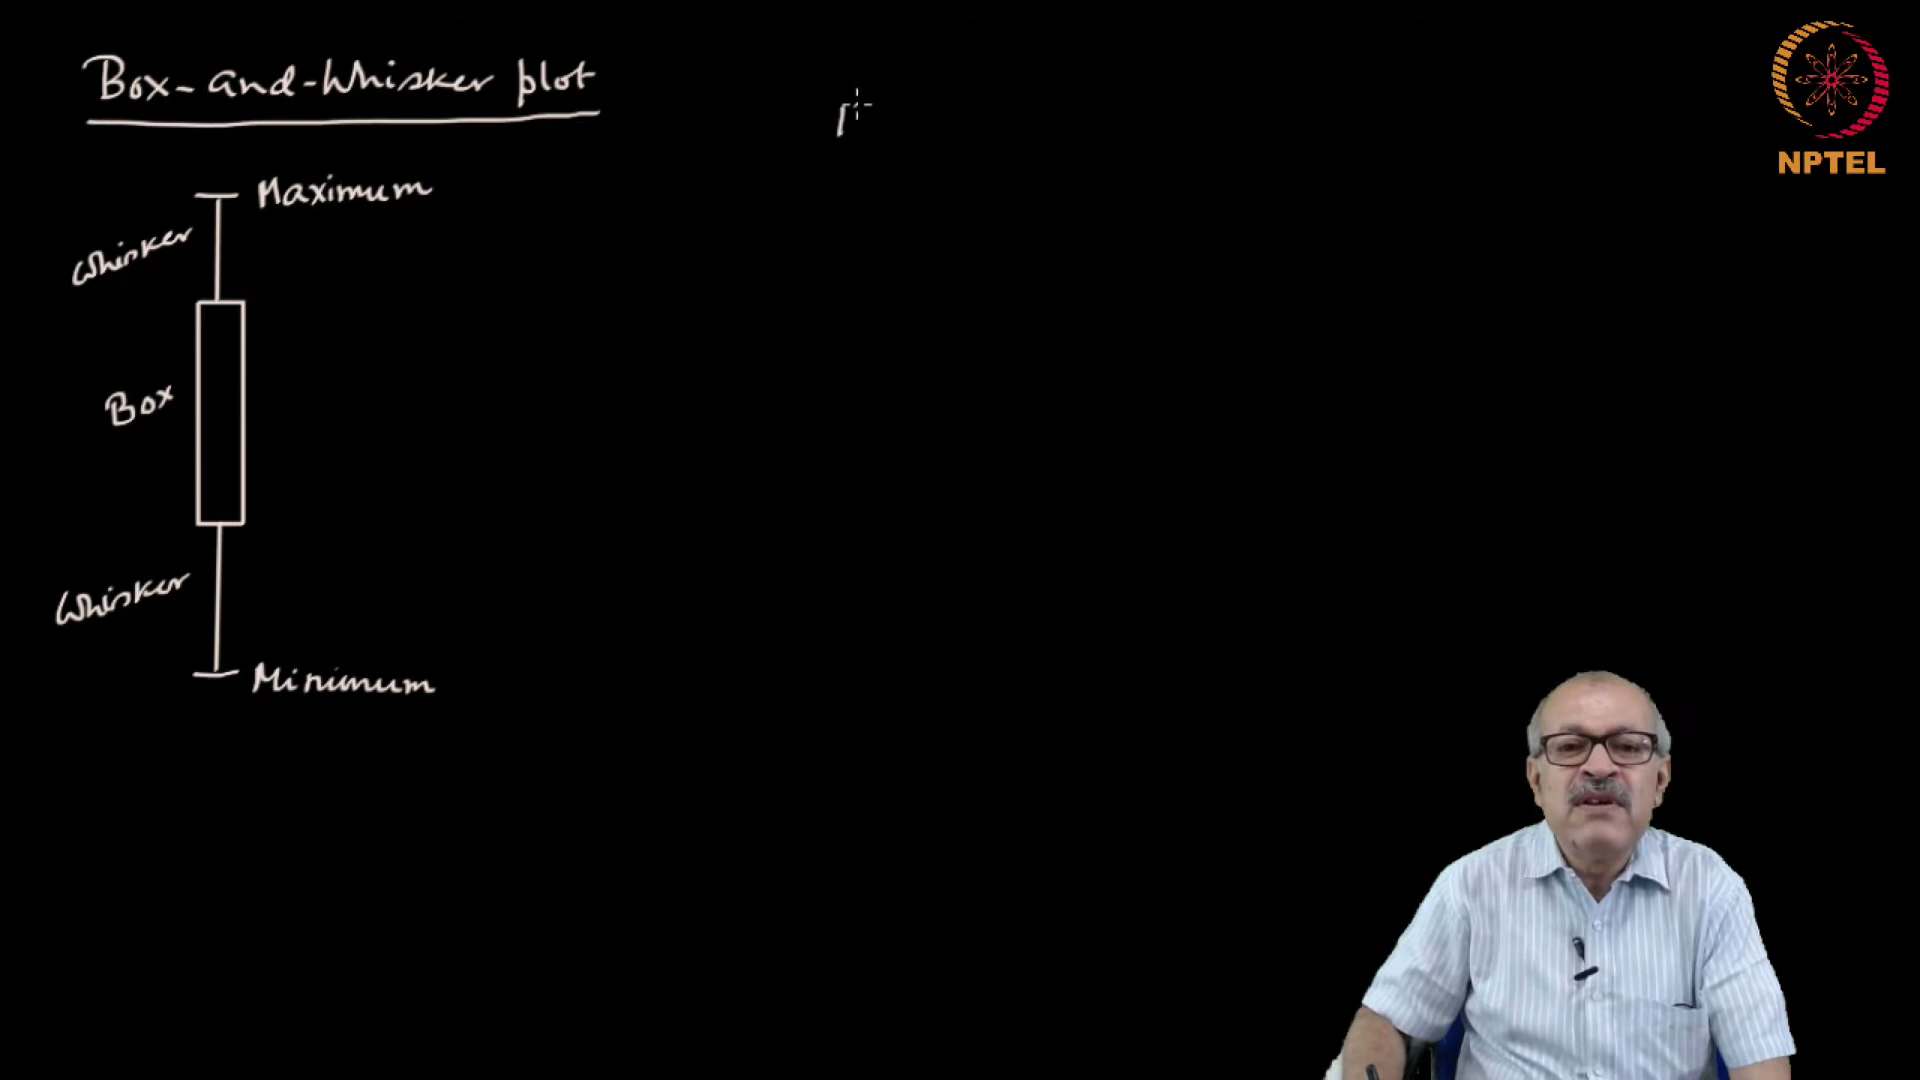 Box-and-Whisker plot
NPTEL
Maximum
Whisker
Box
Whisker
Minimum